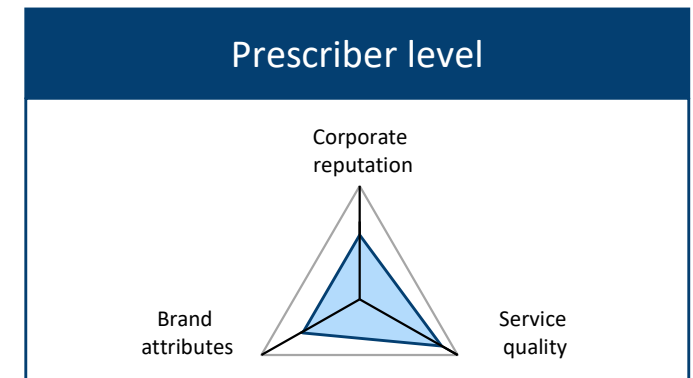 Prescriber level
Corporate
reputation
Brand
attributes
Service
quality